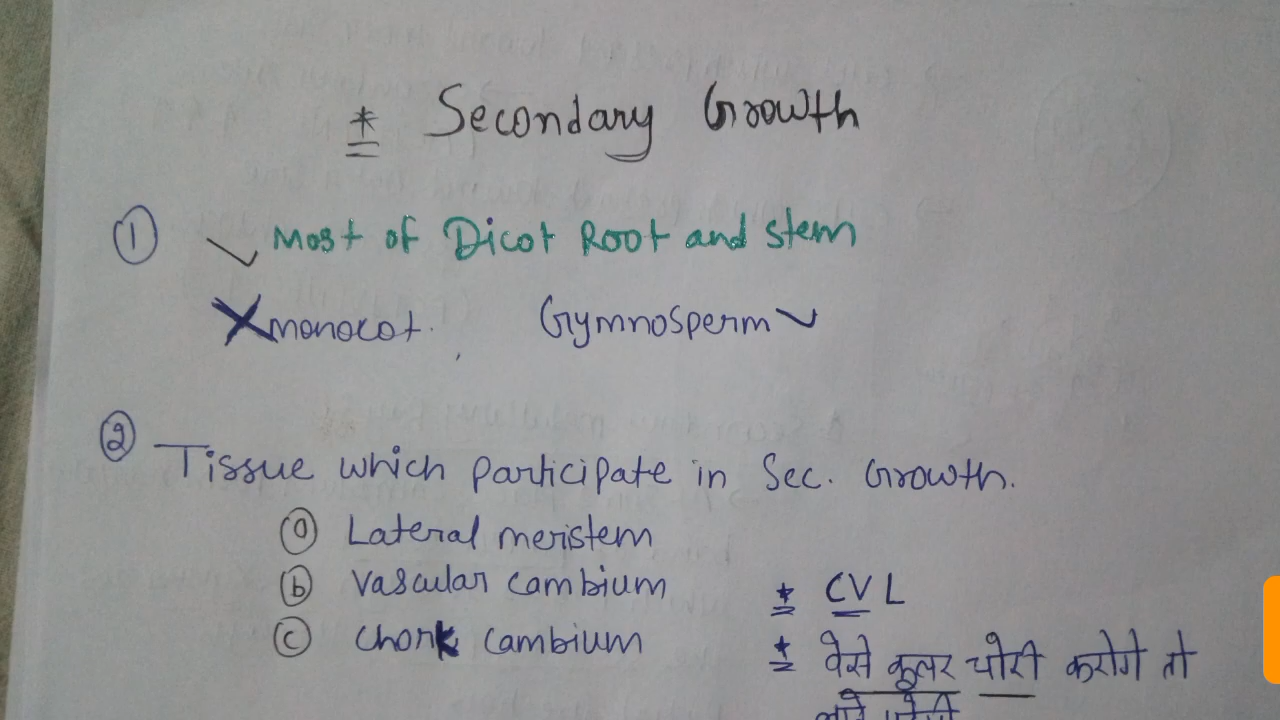 * Secondary Growth
① ✓ Most of Dicot Root and stem
X monocot. Gymnosperm ✓
② Tissue which participate in Sec. Growth.
ⓐ Lateral meristem
ⓑ Vascular cambium
* CVL
ⓒ chork cambium
* वैसे कूलर चोरी करोगे तो